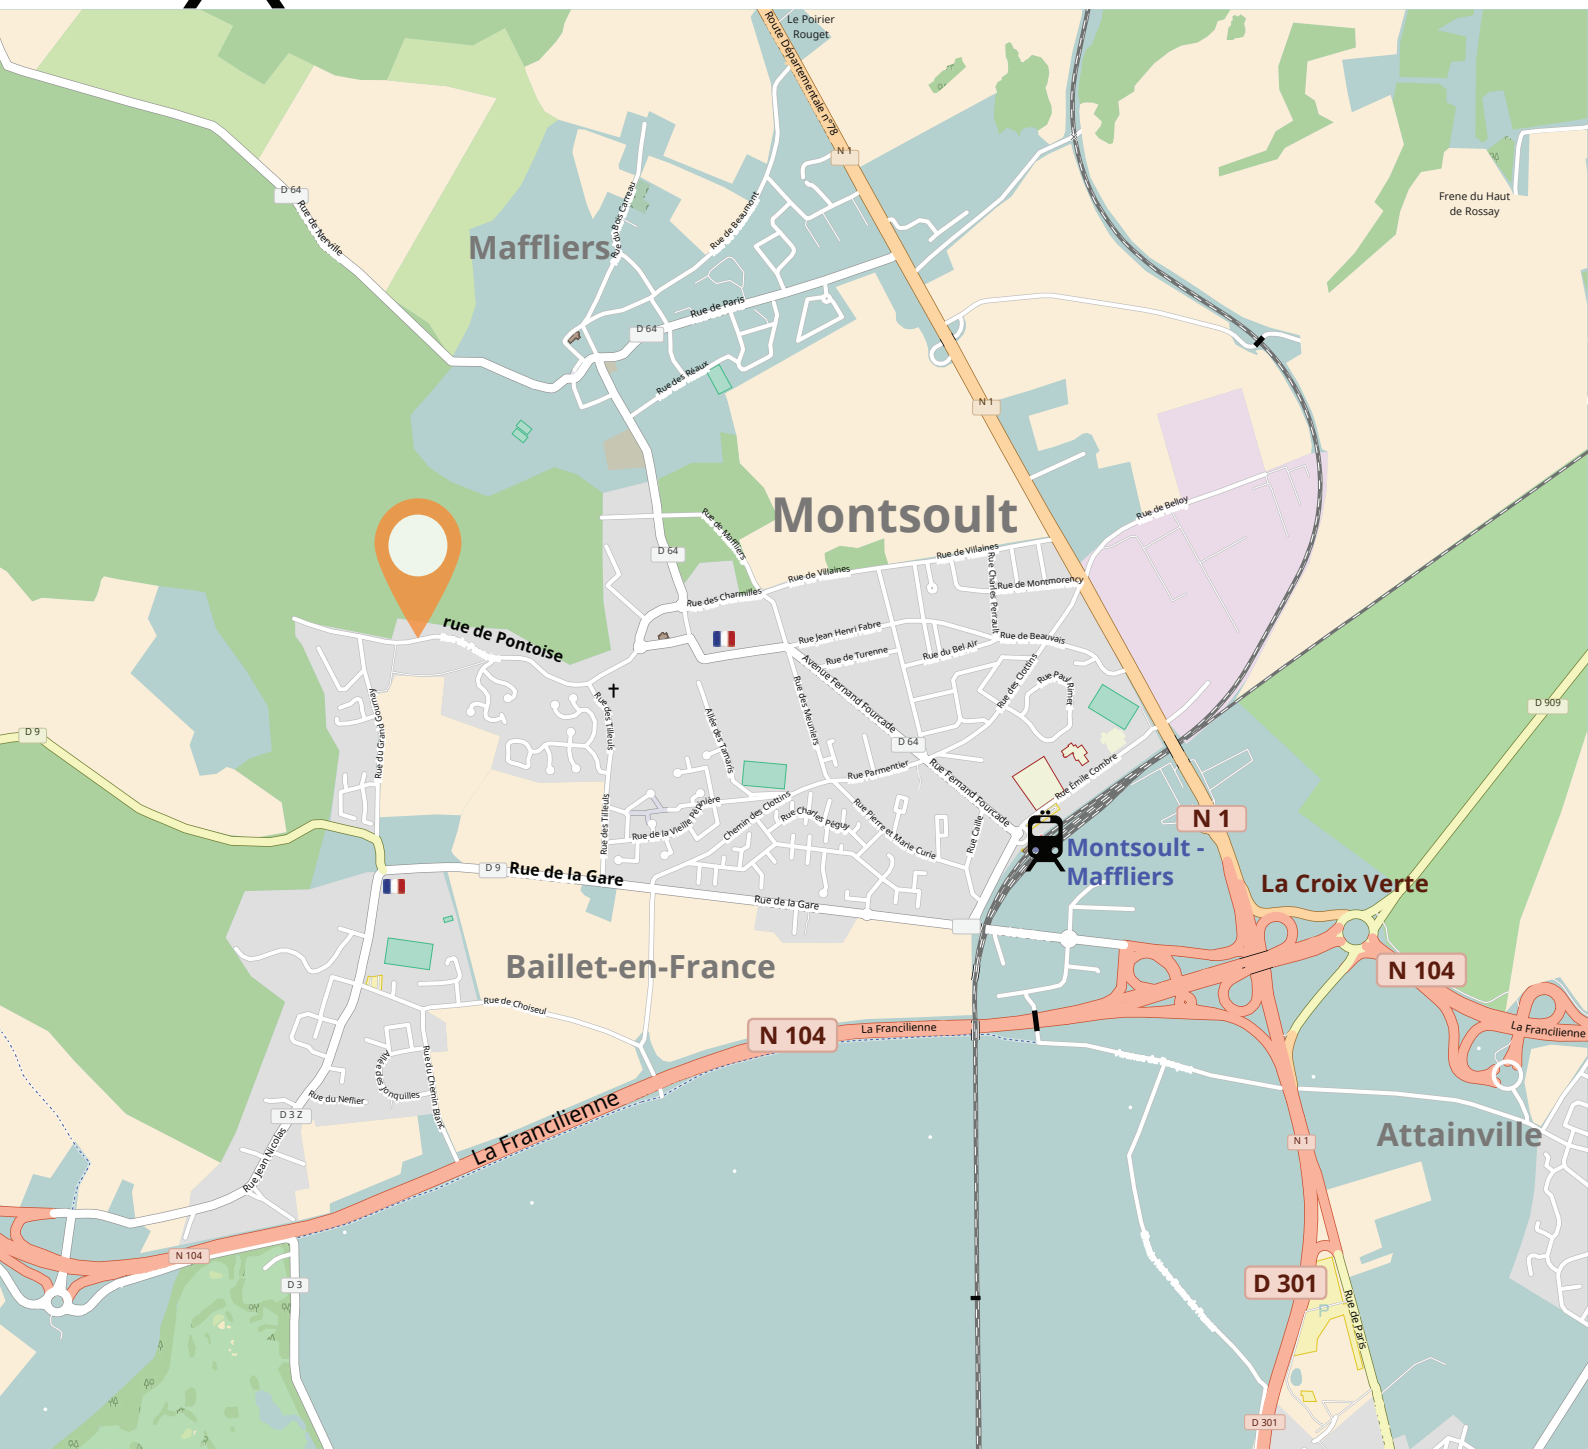 Le Poirier
Rouget
Route Départementale n°78
N 1
D 64
Rue de Nerville
Rue du Bois Carreau
Rue de Beaumont
Frene du Haut
de Rossay
Maffliers
Rue de Paris
D 64
Rue des Réaux
N 1
Montsoult
Rue de Belloy
Rue de Maffliers
D 64
Rue de Villaines
Rue de Villaines
Rue Charles Perrault
Rue de Montmorency
Rue des Charmilles
rue de Pontoise
Rue Jean Henri Fabre
Rue de Beauvais
Rue de Turenne
Rue du Bel Air
Avenue Fernand Fourcade
Rue des Clottins
Rue Paul Rimer
Rue du Grand Gournay
Rue des Tilleuls
Rue des Meuniers
Allée des Tamaris
D 9
D 909
D 64
Rue Parmentier
Rue Fernand Fourcade
Rue Émile Combre
Rue des Tilleuls
Rue de la Vieille Pépinière
Chemin des Clottins
Rue Charles Péguy
Rue Pierre et Marie Curie
Rue Caille
N 1
Montsoult -
Maffliers
D 9
Rue de la Gare
La Croix Verte
Rue de la Gare
Baillet-en-France
N 104
Rue de Choiseul
N 104
La Francilienne
La Francilienne
Allée des Jonquilles
Rue du Chemin Blanc
Rue du Neflier
D 3 Z
La Francilienne
Attainville
N 1
Rue Jean Nicolas
N 104
D 3
D 301
P
Rue de Paris
D 301